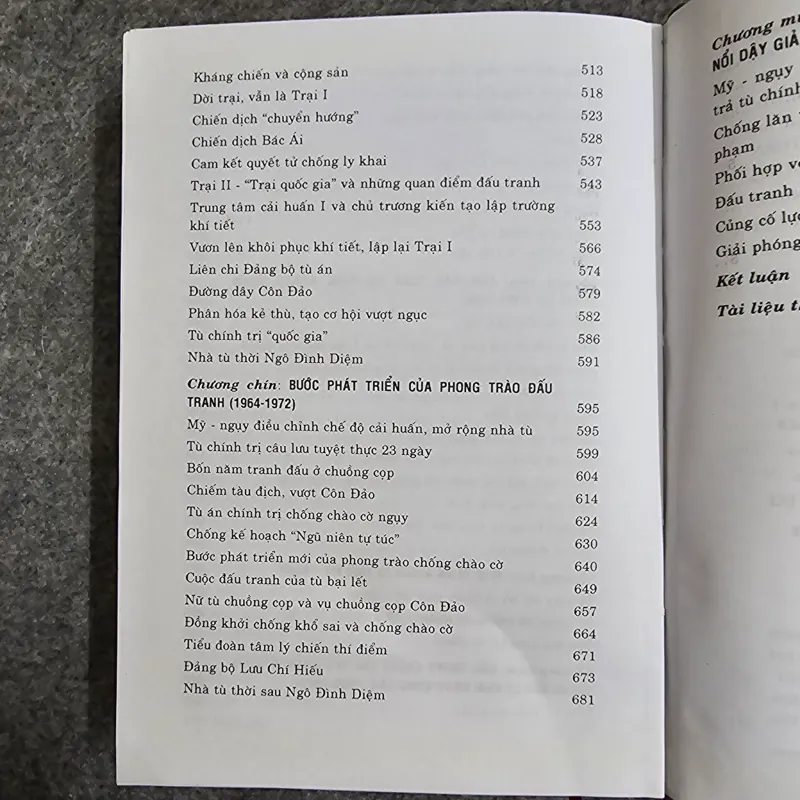 Kháng chiến và cộng sản 513
Dời trại, vẫn là Trại I 518
Chiến dịch “chuyển hướng” 523
Chiến dịch Bác Ái 528
Cam kết quyết tử chống ly khai 537
Trại II - “Trại quốc gia” và những quan điểm đấu tranh 543
Trung tâm cải huấn I và chủ trương kiến tạo lập trường
khí tiết 553
Vươn lên khôi phục khí tiết, lập lại Trại I 566
Liên chi Đảng bộ tù án 574
Đường dây Côn Đảo 579
Phân hóa kẻ thù, tạo cơ hội vượt ngục 582
Tù chính trị “quốc gia” 586
Nhà tù thời Ngô Đình Diệm 591
Chương chín: BƯỚC PHÁT TRIỂN CỦA PHONG TRÀO ĐẤU
TRANH (1964-1972) 595
Mỹ - ngụy điều chỉnh chế độ cải huấn, mở rộng nhà tù 595
Tù chính trị câu lưu tuyệt thực 23 ngày 599
Bốn năm tranh đấu ở chuồng cọp 604
Chiếm tàu địch, vượt Côn Đảo 614
Tù án chính trị chống chào cờ ngụy 624
Chống kế hoạch “Ngũ niên tự túc” 630
Bước phát triển mới của phong trào chống chào cờ 640
Cuộc đấu tranh của tù bại lết 649
Nữ tù chuồng cọp và vụ chuồng cọp Côn Đảo 657
Đồng khởi chống khổ sai và chống chào cờ 664
Tiểu đoàn tâm lý chiến thí điểm 671
Đảng bộ Lưu Chí Hiếu 673
Nhà tù thời sau Ngô Đình Diệm 681
Chương
NỔI DẬY GIẢ
Mỹ - ngụy
trả tù chính
Chống lăn
phạm
Phối hợp
Đấu tranh
Củng cố
Giải phóng
Kết luận
Tài liệu